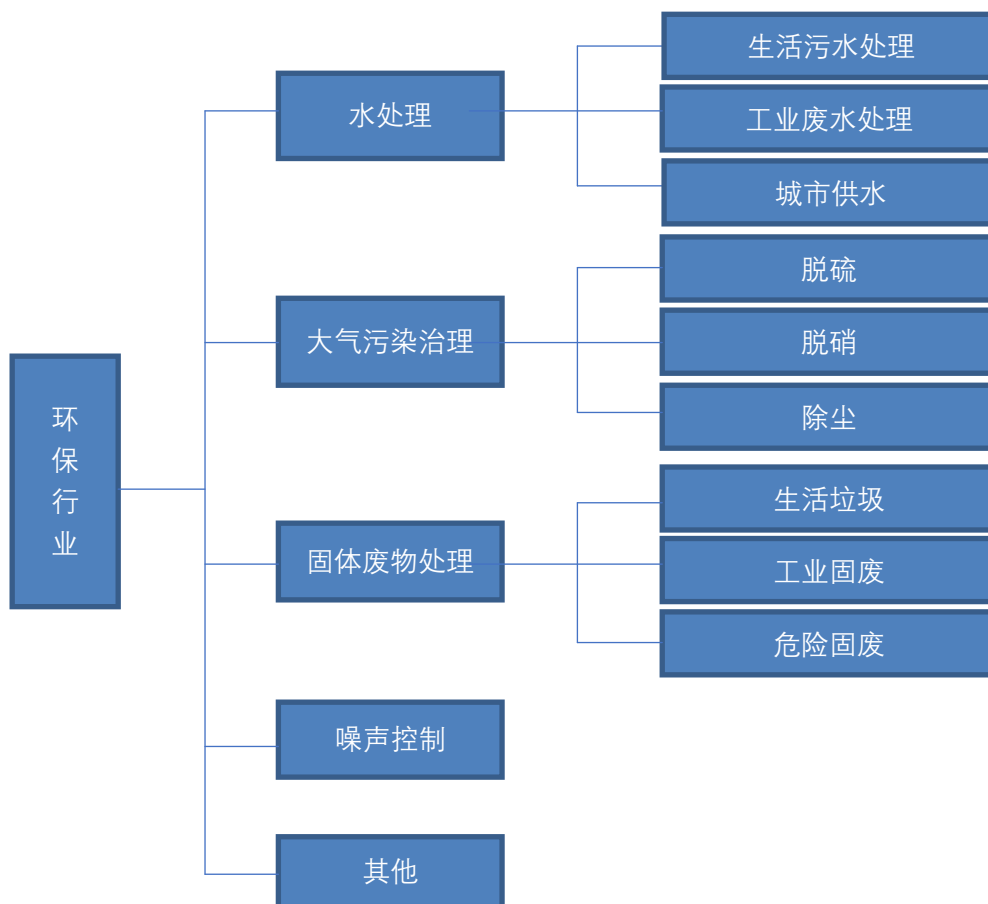 环保行业
水处理
生活污水处理
工业废水处理
城市供水
大气污染治理
脱硫
脱硝
除尘
固体废物处理
生活垃圾
工业固废
危险固废
噪声控制
其他